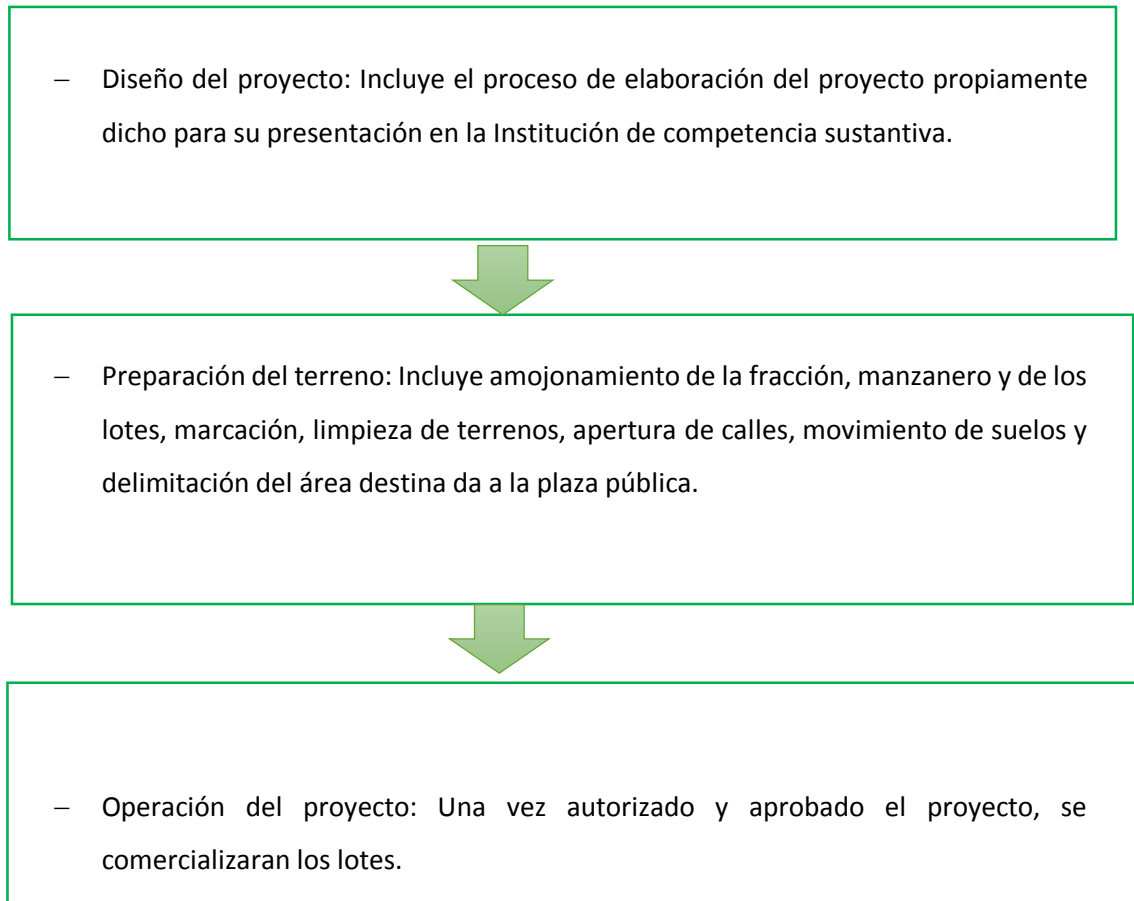 – Diseño del proyecto: Incluye el proceso de elaboración del proyecto propiamente
dicho para su presentación en la Institución de competencia sustantiva.
– Preparación del terreno: Incluye amojonamiento de la fracción, manzanero y de los
lotes, marcación, limpieza de terrenos, apertura de calles, movimiento de suelos y
delimitación del área destina da a la plaza pública.
– Operación del proyecto: Una vez autorizado y aprobado el proyecto, se
comercializaran los lotes.